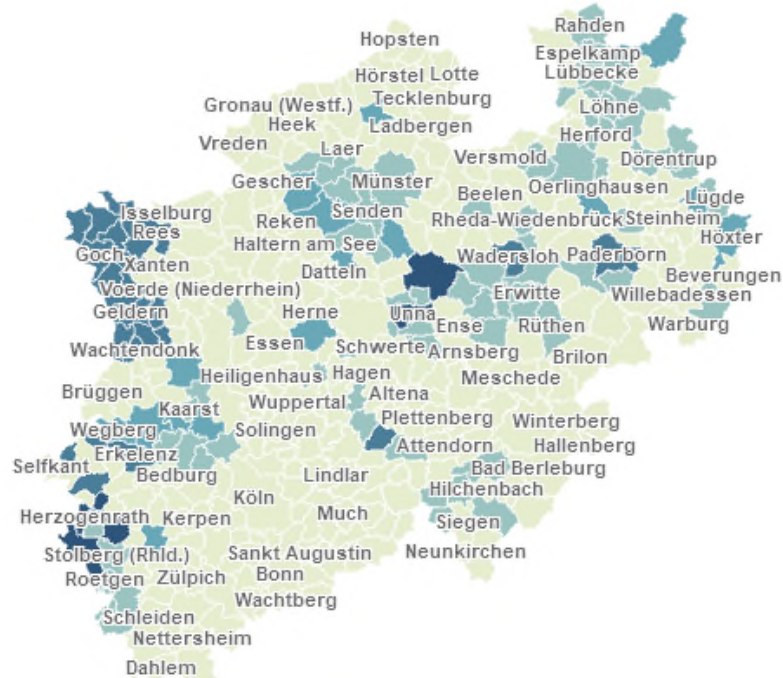 Rahden
Hopsten
Espelkamp
Lübbecke
Hörstel Lotte
Tecklenburg
Gronau (Westf.)
Löhne
Heek
Ladbergen
Herford
Vreden
Laer
Versmold
Dörentrup
Gescher
Münster
Oerlinghausen
Beelen
Lügde
Isselburg
Reken
Senden
Rheda-Wiedenbrück
Steinheim
Rees
Höxter
Haltern am See
Goch
Wadersloh
Paderborn
Xanten
Datteln
Beverungen
Voerde (Niederrhein)
Erwitte
Willebadessen
Geldern
Herne
Unna
Ense
Rüthen
Warburg
Essen
Wachtendonk
Schwerte
Arnsberg
Brilon
Heiligenhaus
Hagen
Meschede
Brüggen
Wuppertal
Altena
Kaarst
Plettenberg
Winterberg
Wegberg
Solingen
Attendorn
Hallenberg
Erkelenz
Selfkant
Bad Berleburg
Bedburg
Lindlar
Hilchenbach
Köln
Herzogenrath
Kerpen
Much
Siegen
Stolberg (Rhld.)
Sankt Augustin
Neunkirchen
Roetgen
Zülpich
Bonn
Wachtberg
Schleiden
Nettersheim
Dahlem